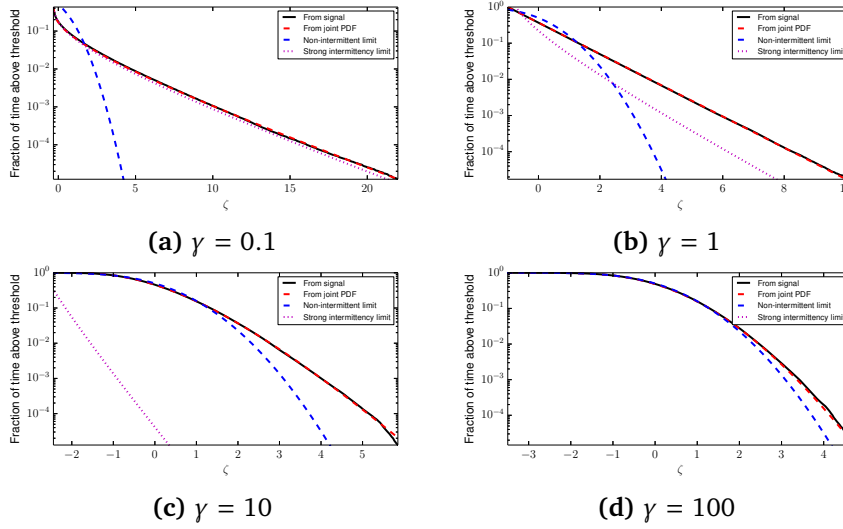 Fraction of time above threshold
10⁻¹
10⁻²
10⁻³
10⁻⁴
0
5
10
15
20
ζ
From signal
From joint PDF
Non-intermittent limit
Strong intermittency limit
(a) γ = 0.1
Fraction of time above threshold
10⁰
10⁻¹
10⁻²
10⁻³
10⁻⁴
0
2
4
6
8
10
ζ
From signal
From joint PDF
Non-intermittent limit
Strong intermittency limit
(b) γ = 1
Fraction of time above threshold
10⁰
10⁻¹
10⁻²
10⁻³
10⁻⁴
−2
−1
0
1
2
3
4
5
ζ
From signal
From joint PDF
Non-intermittent limit
Strong intermittency limit
(c) γ = 10
Fraction of time above threshold
10⁰
10⁻¹
10⁻²
10⁻³
10⁻⁴
−3
−2
−1
0
1
2
3
4
ζ
From signal
From joint PDF
Non-intermittent limit
Strong intermittency limit
(d) γ = 100